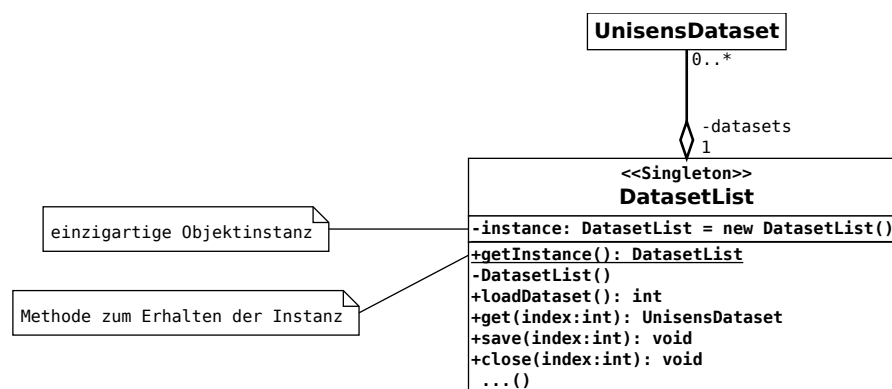 UnisensDataset
0..*
-datasets
1
<<Singleton>>
DatasetList
-instance: DatasetList = new DatasetList()
einzigartige Objektinstanz
+getInstance(): DatasetList
-DatasetList()
+loadDataset(): int
+get(index:int): UnisensDataset
+save(index:int): void
+close(index:int): void
...()
Methode zum Erhalten der Instanz